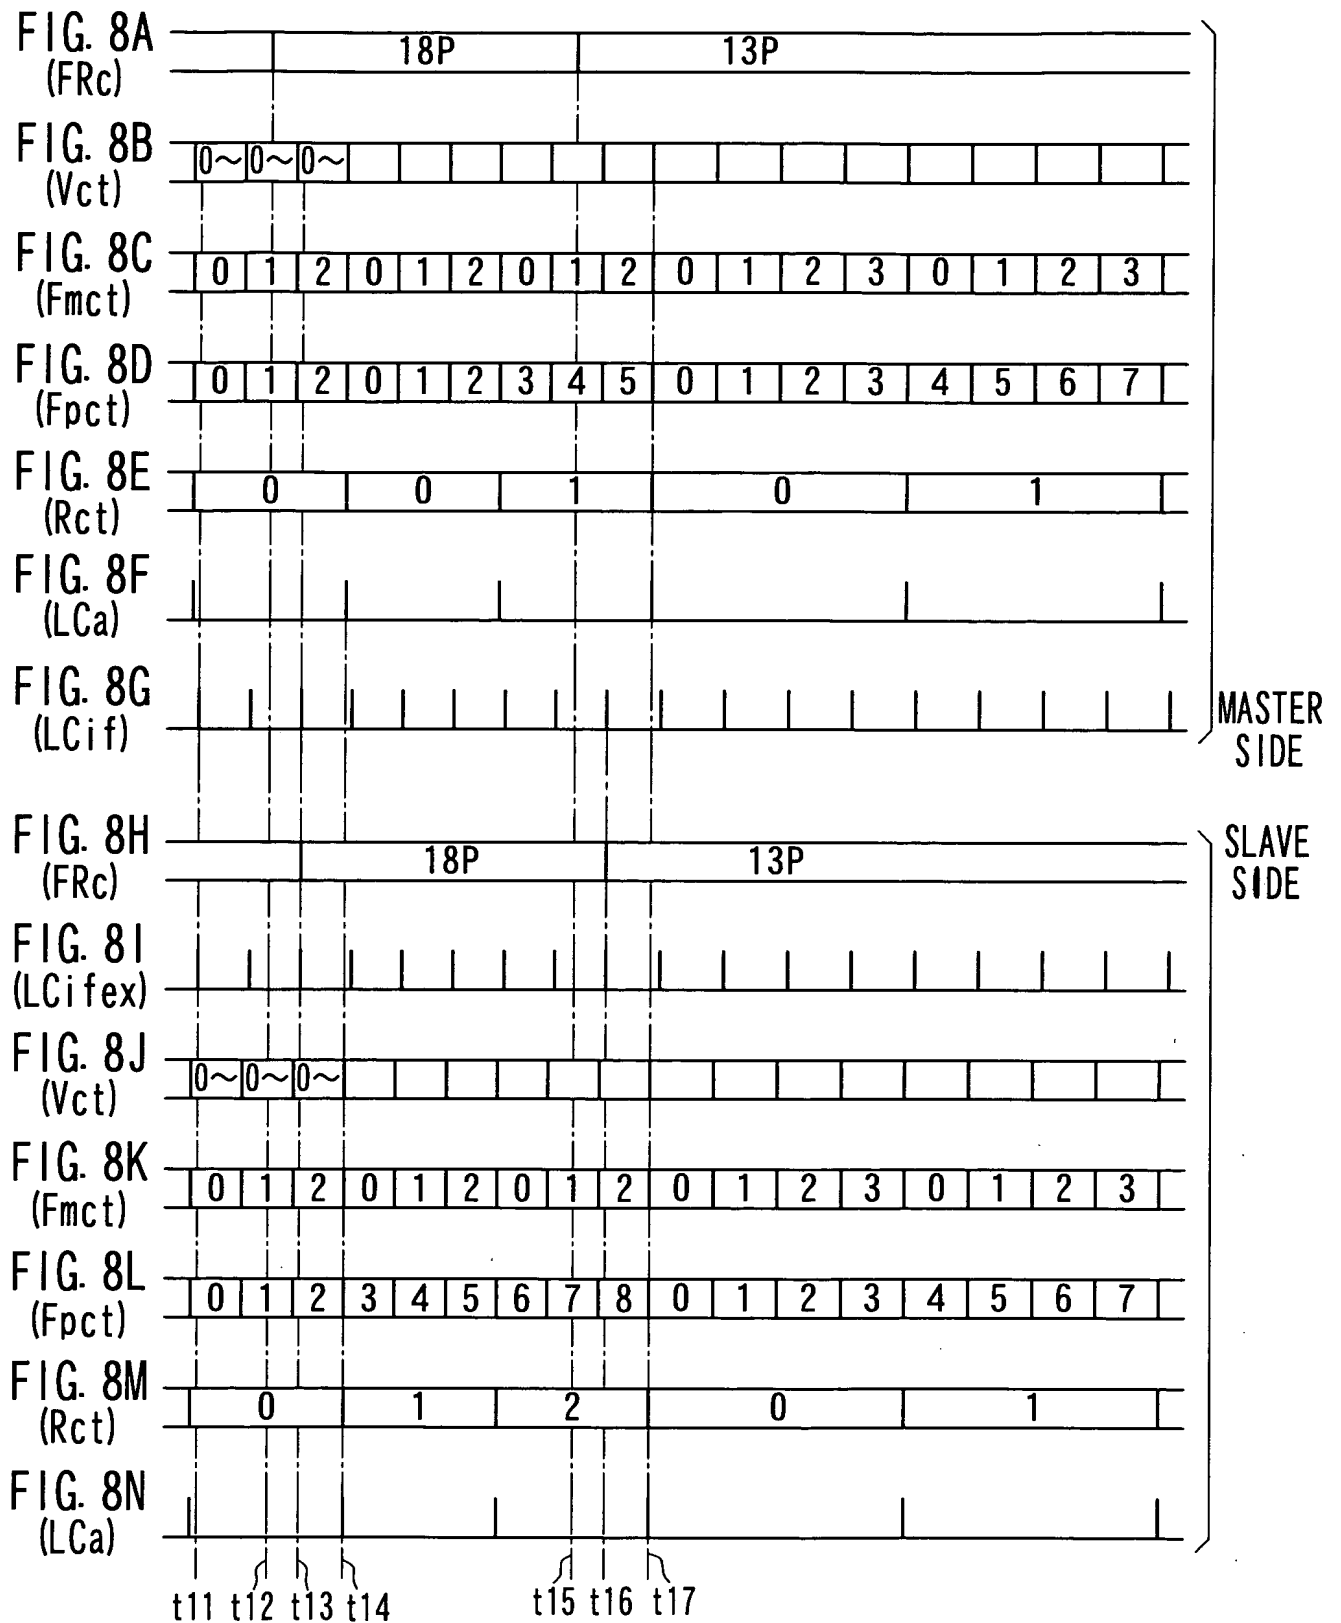 FIG. 8A
(FRc)
18P 13P
FIG. 8B
(Vct)
0~ 0~ 0~
FIG. 8C
(Fmct)
0 1 2 0 1 2 0 1 2 0 1 2 3 0 1 2 3
FIG. 8D
(Fpct)
0 1 2 0 1 2 3 4 5 0 1 2 3 4 5 6 7
FIG. 8E
(Rct)
0 0 1 0 1
FIG. 8F
(LCa)
FIG. 8G
(LCif)
MASTER
SIDE
FIG. 8H
(FRc)
18P 13P
SLAVE
SIDE
FIG. 8I
(LCifex)
FIG. 8J
(Vct)
0~ 0~ 0~
FIG. 8K
(Fmct)
0 1 2 0 1 2 0 1 2 0 1 2 3 0 1 2 3
FIG. 8L
(Fpct)
0 1 2 3 4 5 6 7 8 0 1 2 3 4 5 6 7
FIG. 8M
(Rct)
0 1 2 0 1
FIG. 8N
(LCa)
t11 t12 t13 t14 t15 t16 t17